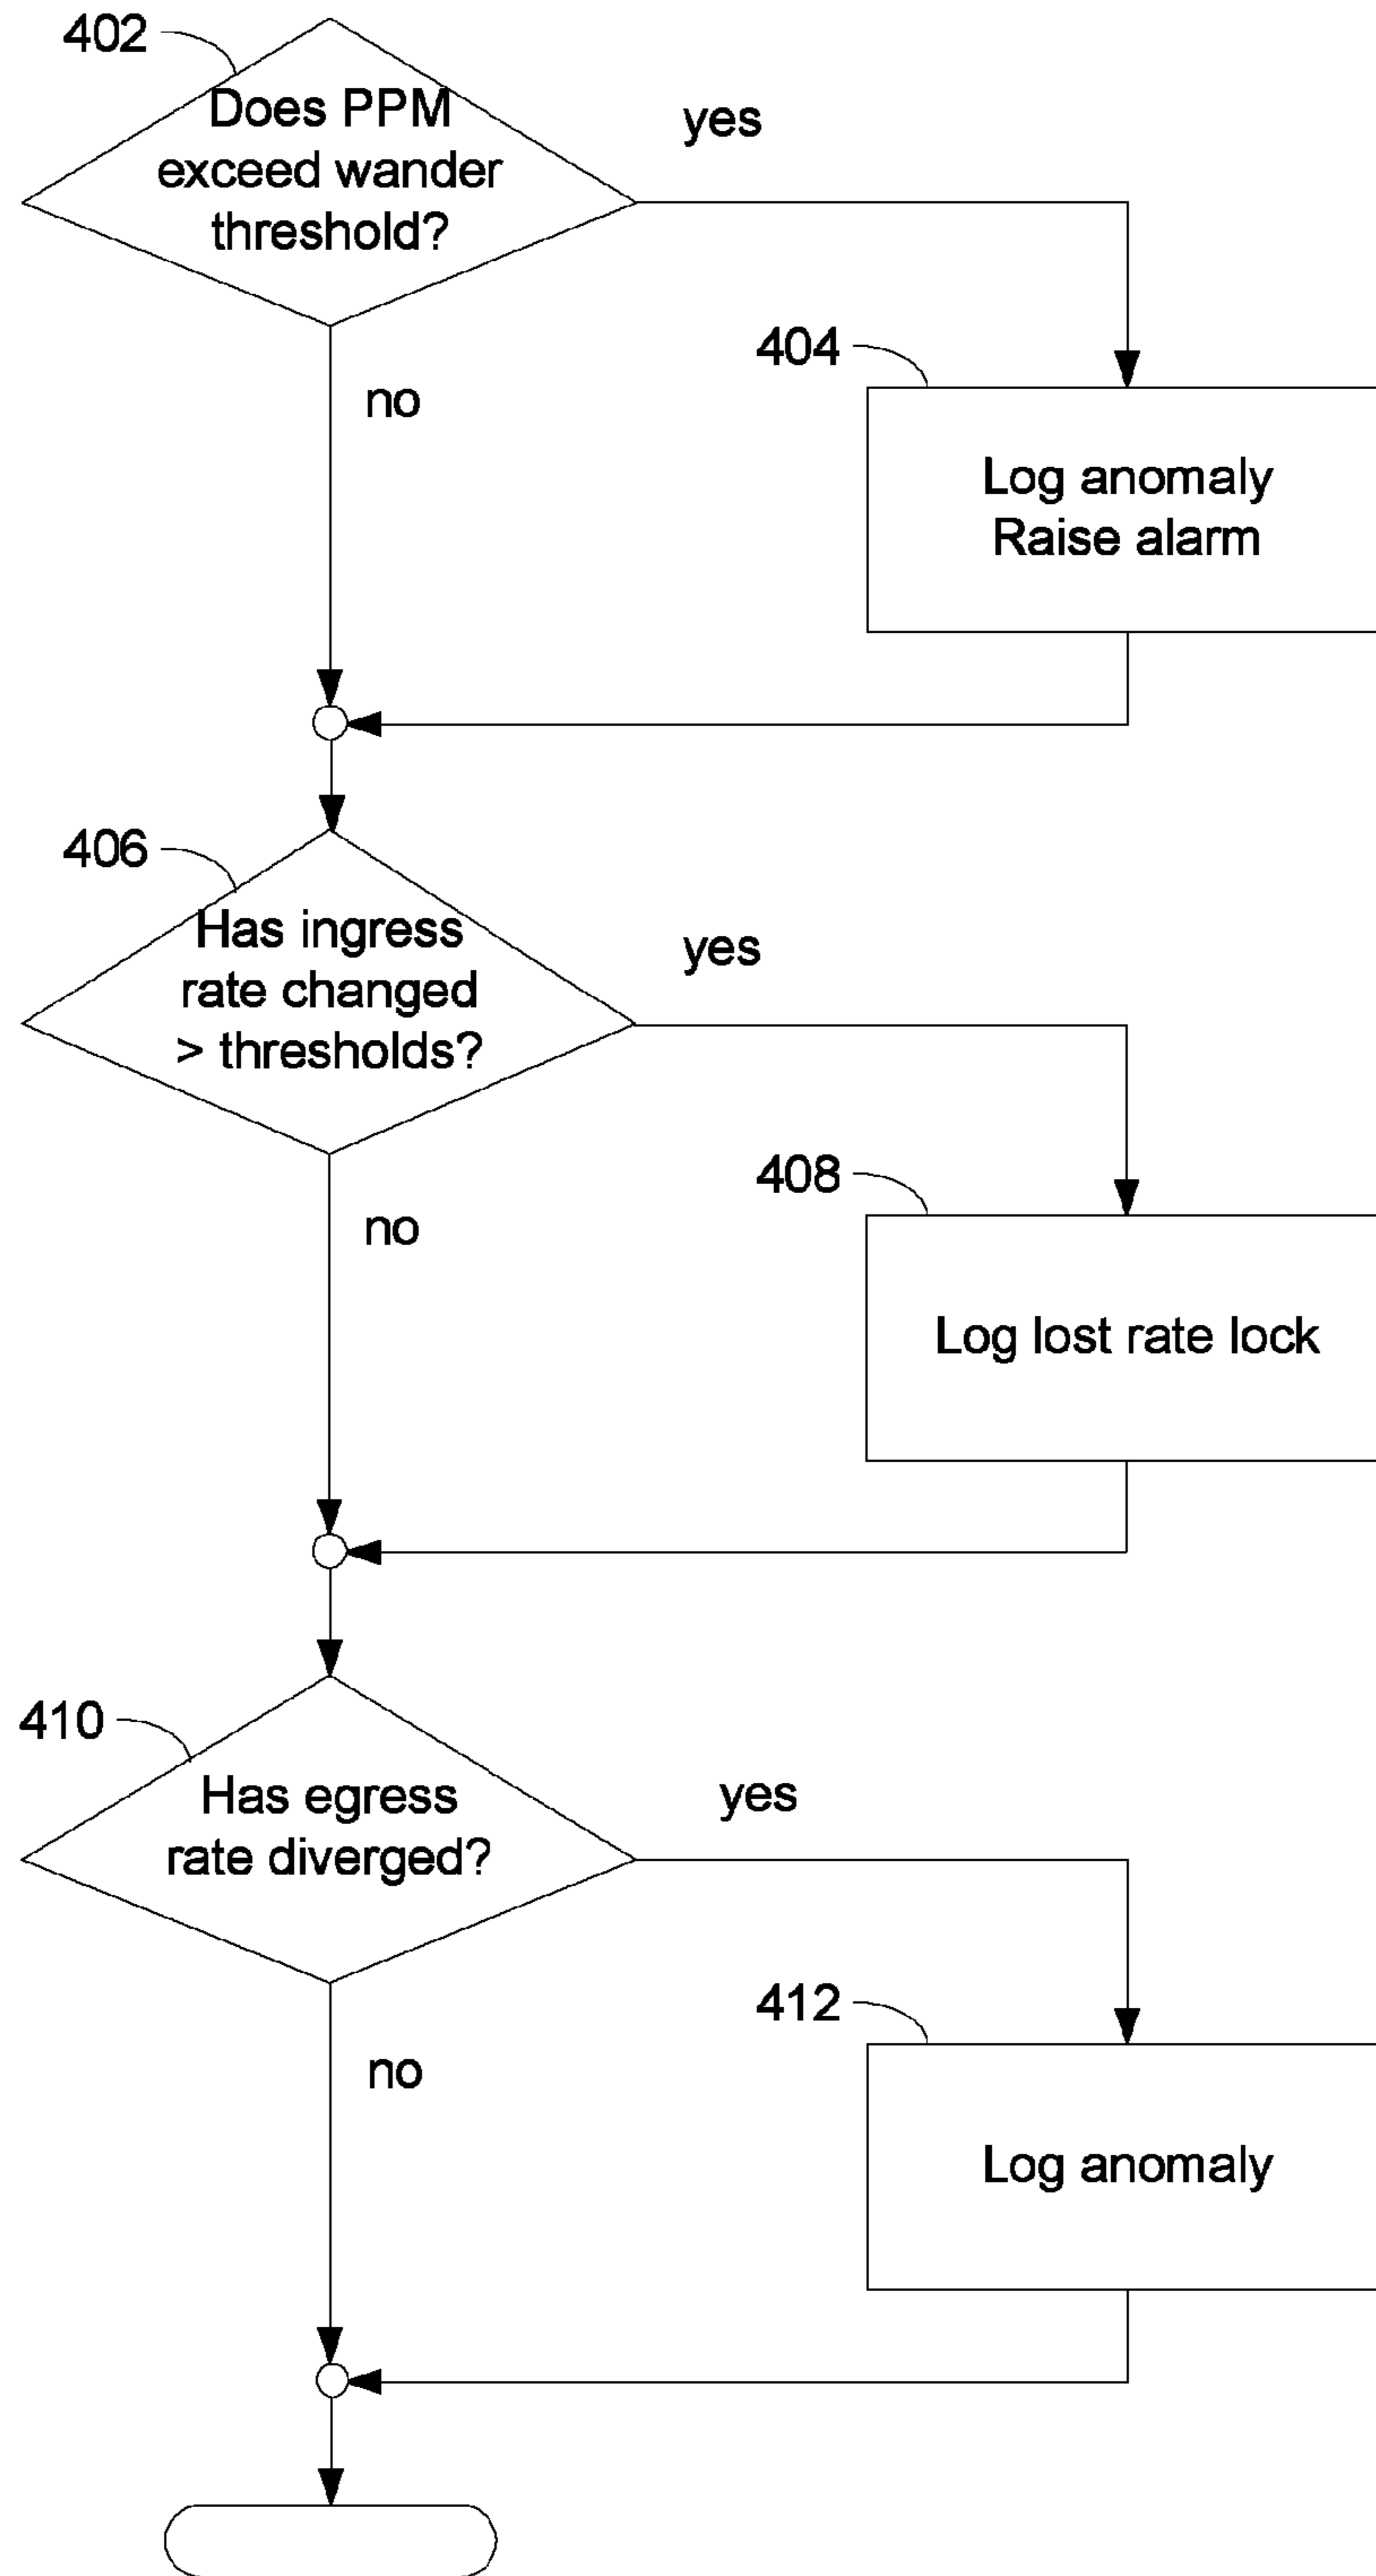 402
Does PPM
exceed wander
threshold?
yes
no
404
Log anomaly
Raise alarm
406
Has ingress
rate changed
> thresholds?
yes
no
408
Log lost rate lock
410
Has egress
rate diverged?
yes
no
412
Log anomaly